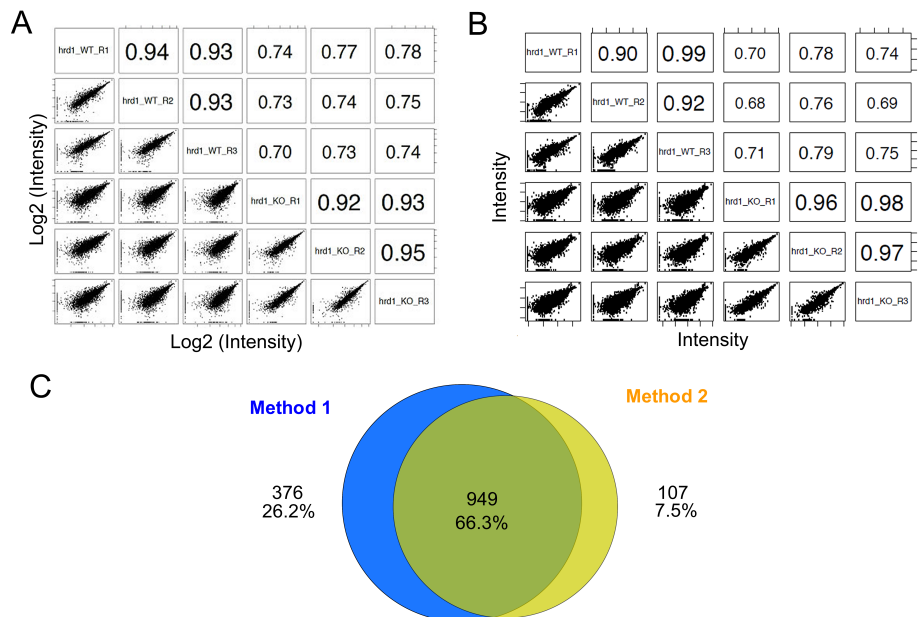 A
hrd1_WT_R1 0.94 0.93 0.74 0.77 0.78
hrd1_WT_R2 0.93 0.73 0.74 0.75
hrd1_WT_R3 0.70 0.73 0.74
hrd1_KO_R1 0.92 0.93
hrd1_KO_R2 0.95
hrd1_KO_R3
Log2 (Intensity)
Log2 (Intensity)
B
hrd1_WT_R1 0.90 0.99 0.70 0.78 0.74
hrd1_WT_R2 0.92 0.68 0.76 0.69
hrd1_WT_R3 0.71 0.79 0.75
hrd1_KO_R1 0.96 0.98
hrd1_KO_R2 0.97
hrd1_KO_R3
Intensity
Intensity
C
Method 1
Method 2
376
26.2%
949
66.3%
107
7.5%